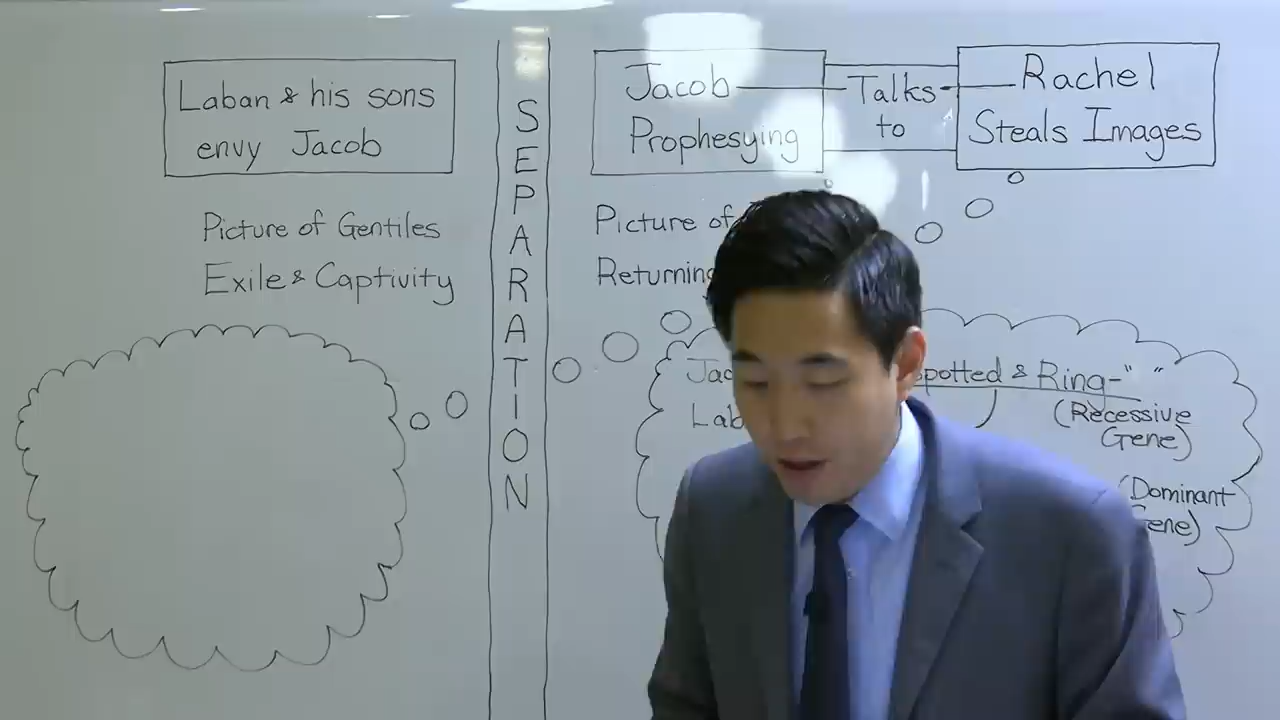 Laban & his sons
envy Jacob
Picture of Gentiles
Exile & Captivity
SEPARATION
Jacob
Prophesying
Talks
to
Rachel
Steals Images
Picture of
Returning
spotted & Ring-" "
(Recessive
Gene)
(Dominant